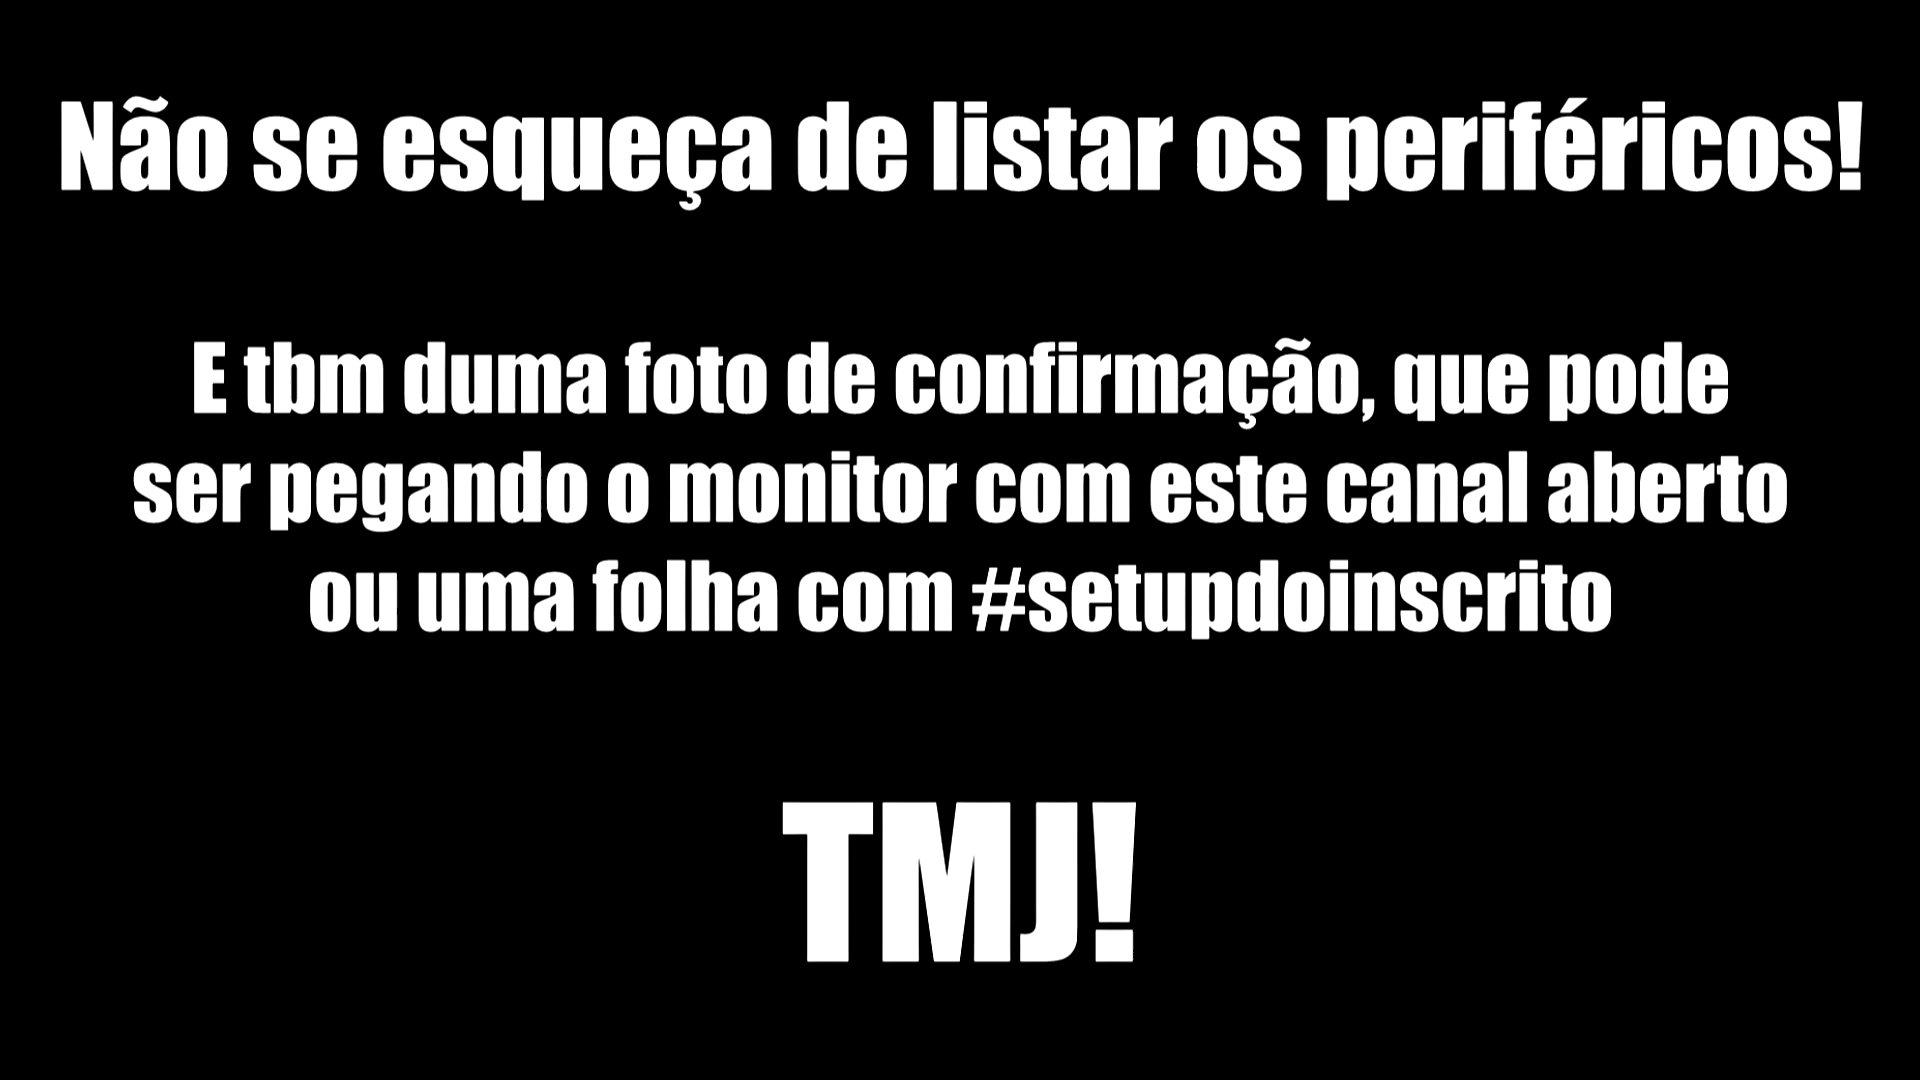 Não se esqueça de listar os periféricos!
E tbm duma foto de confirmação, que pode
ser pegando o monitor com este canal aberto
ou uma folha com #setupdoinscrito
TMJ!